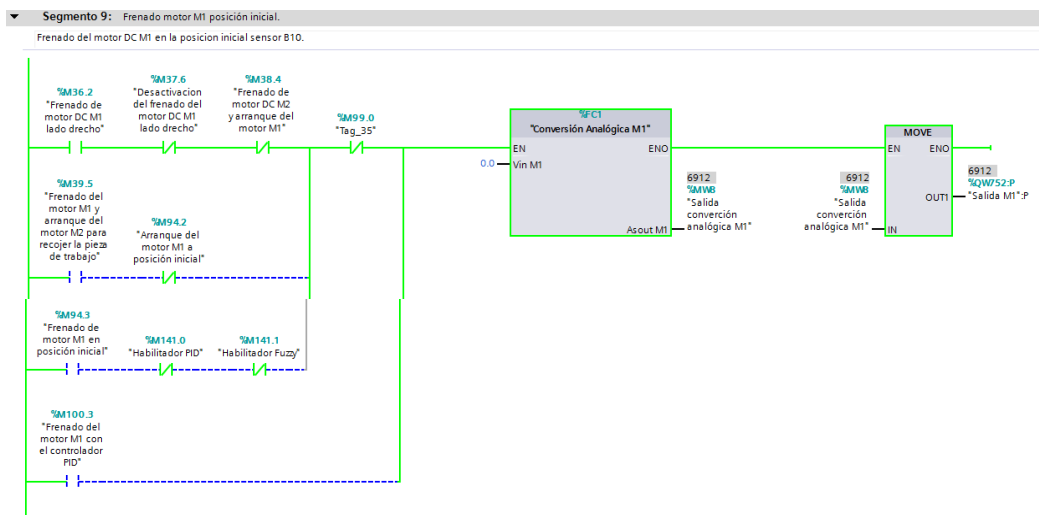 Segmento 9: Frenado motor M1 posición inicial.
Frenado del motor DC M1 en la posicion inicial sensor B10.
%M36.2
"Frenado de
motor DC M1
lado drecho"
%M37.6
"Desactivacion
del frenado del
motor DC M1
lado drecho"
%M38.4
"Frenado de
motor DC M2
y arranque del
motor M1"
%M99.0
"Tag_35"
%FC1
"Conversión Analógica M1"
EN
ENO
0.0
Vin M1
Asout M1
6912
%MW8
"Salida
converción
analógica M1"
MOVE
EN
ENO
6912
%MW8
"Salida
converción
analógica M1"
IN
OUT1
6912
%QW752:P
"Salida M1":P
%M39.5
"Frenado del
motor M1 y
arranque del
motor M2 para
recojer la pieza
de trabajo"
%M94.2
"Arranque del
motor M1 a
posición inicial"
%M94.3
"Frenado de
motor M1 en
posición inicial"
%M141.0
"Habilitador PID"
%M141.1
"Habilitador Fuzzy"
%M100.3
"Frenado del
motor M1 con
el controlador
PID"